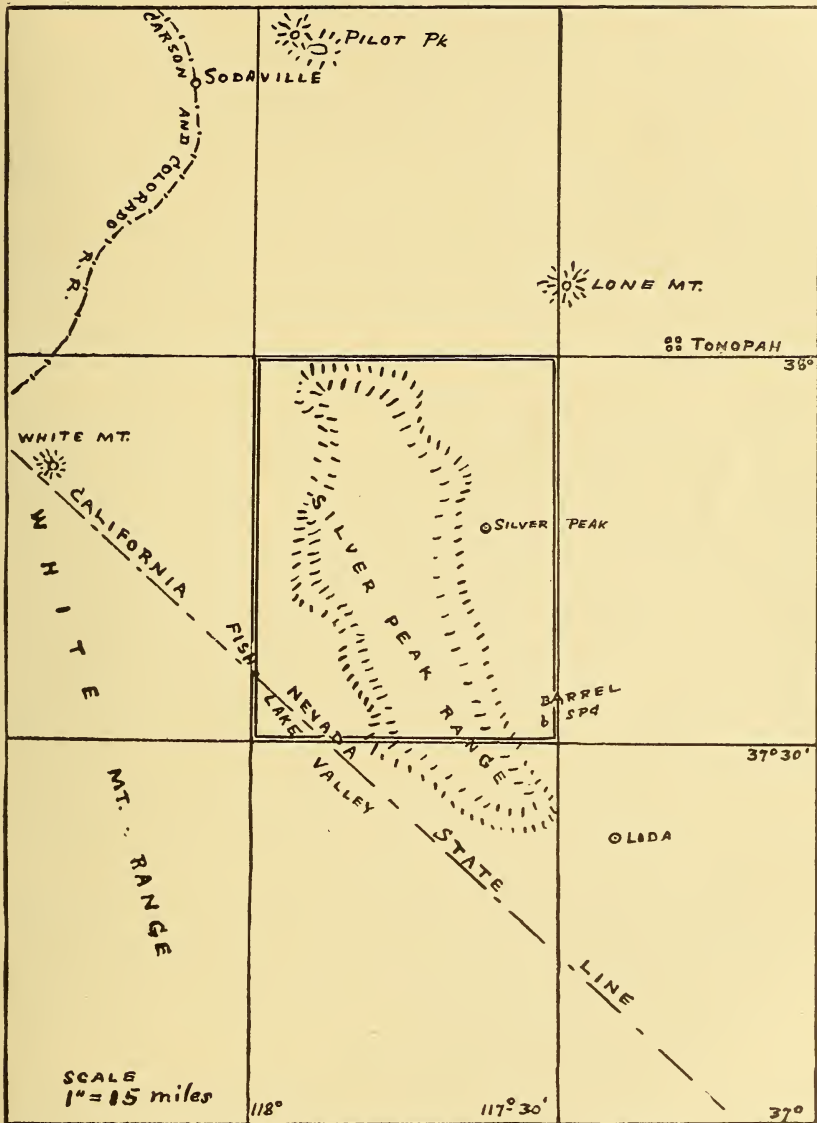 PILOT PK
CARSON
SODAVILLE
AND COLORADO
R. R.
LONE MT.
TONOPAH
38°
WHITE MT.
CALIFORNIA
SILVER PEAK
SILVER PEAK RANGE
WHITE
MT. RANGE
FISH
LAKE
VALLEY
NEVADA
BARREL
SPG
37°30'
LIDA
STATE
LINE
SCALE
1"=15 miles
118°
117°30'
37°